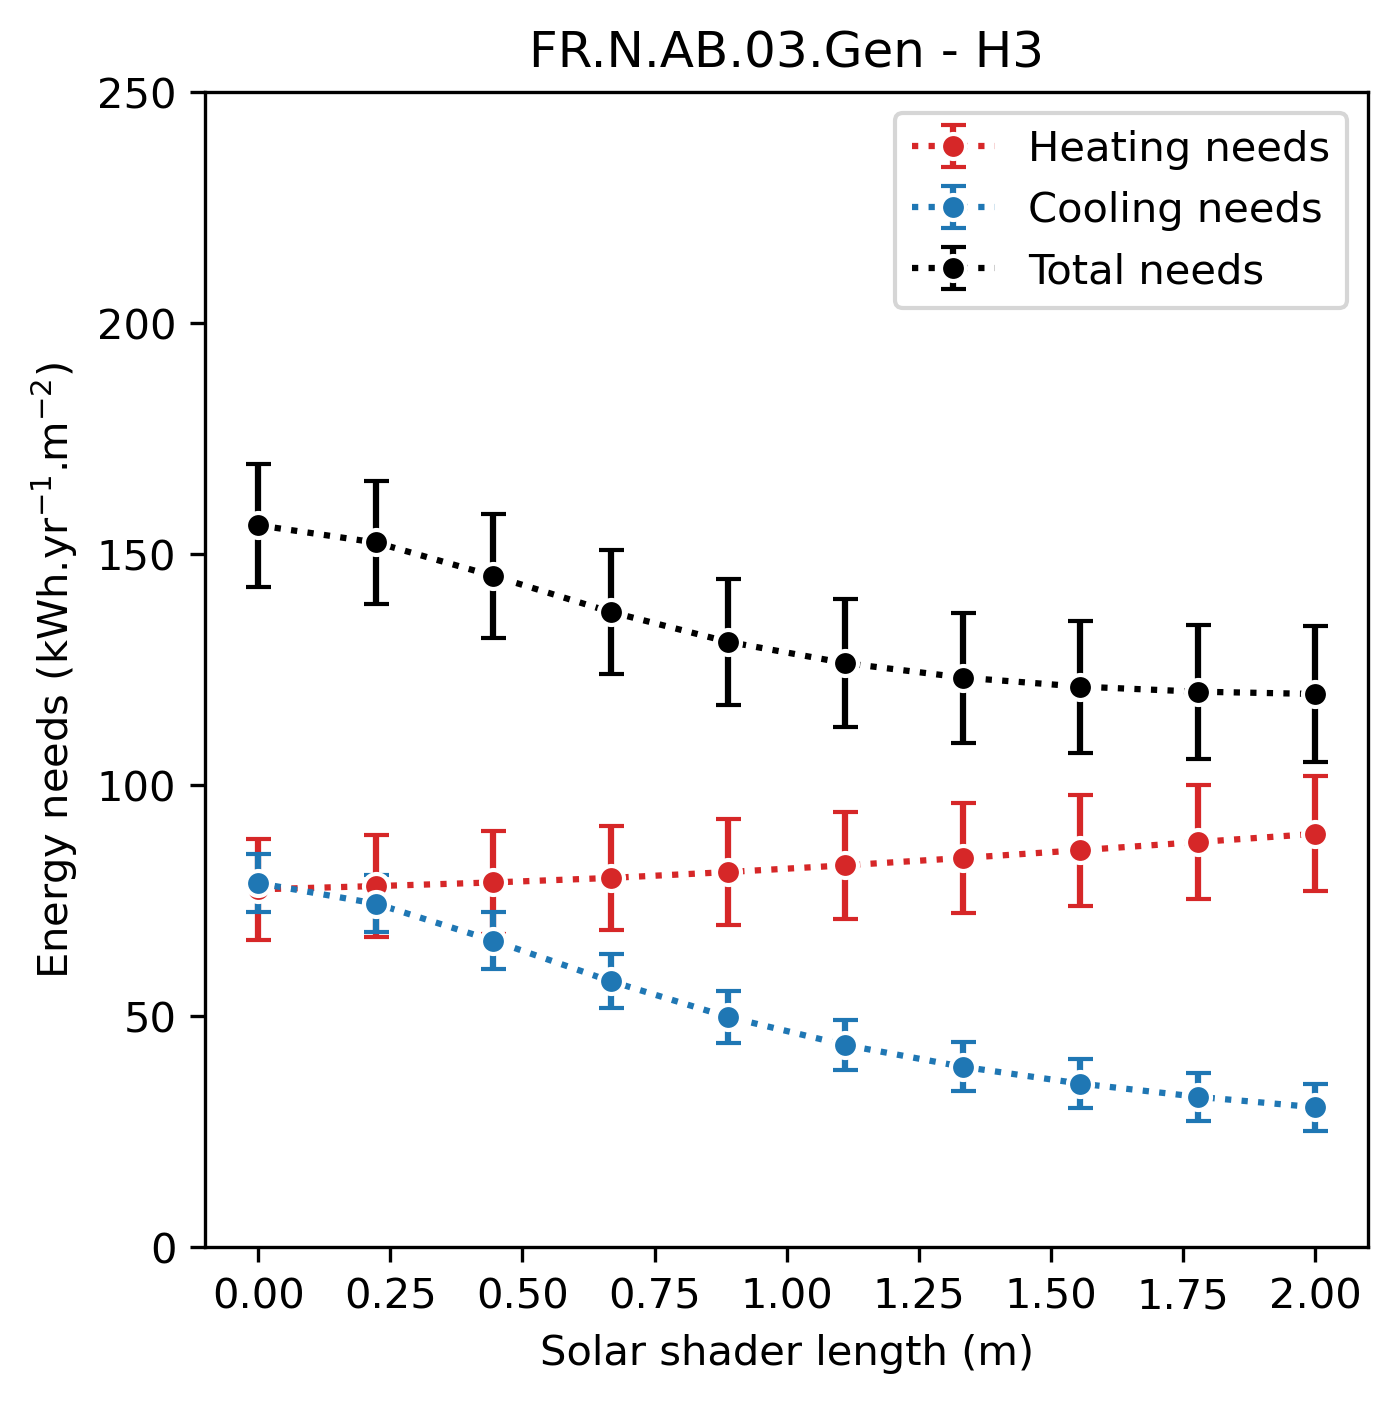 FR.N.AB.03.Gen - H3
250
200
150
100
50
0
Energy needs (kWh.yr⁻¹.m⁻²)
Heating needs
Cooling needs
Total needs
0.00 0.25 0.50 0.75 1.00 1.25 1.50 1.75 2.00
Solar shader length (m)